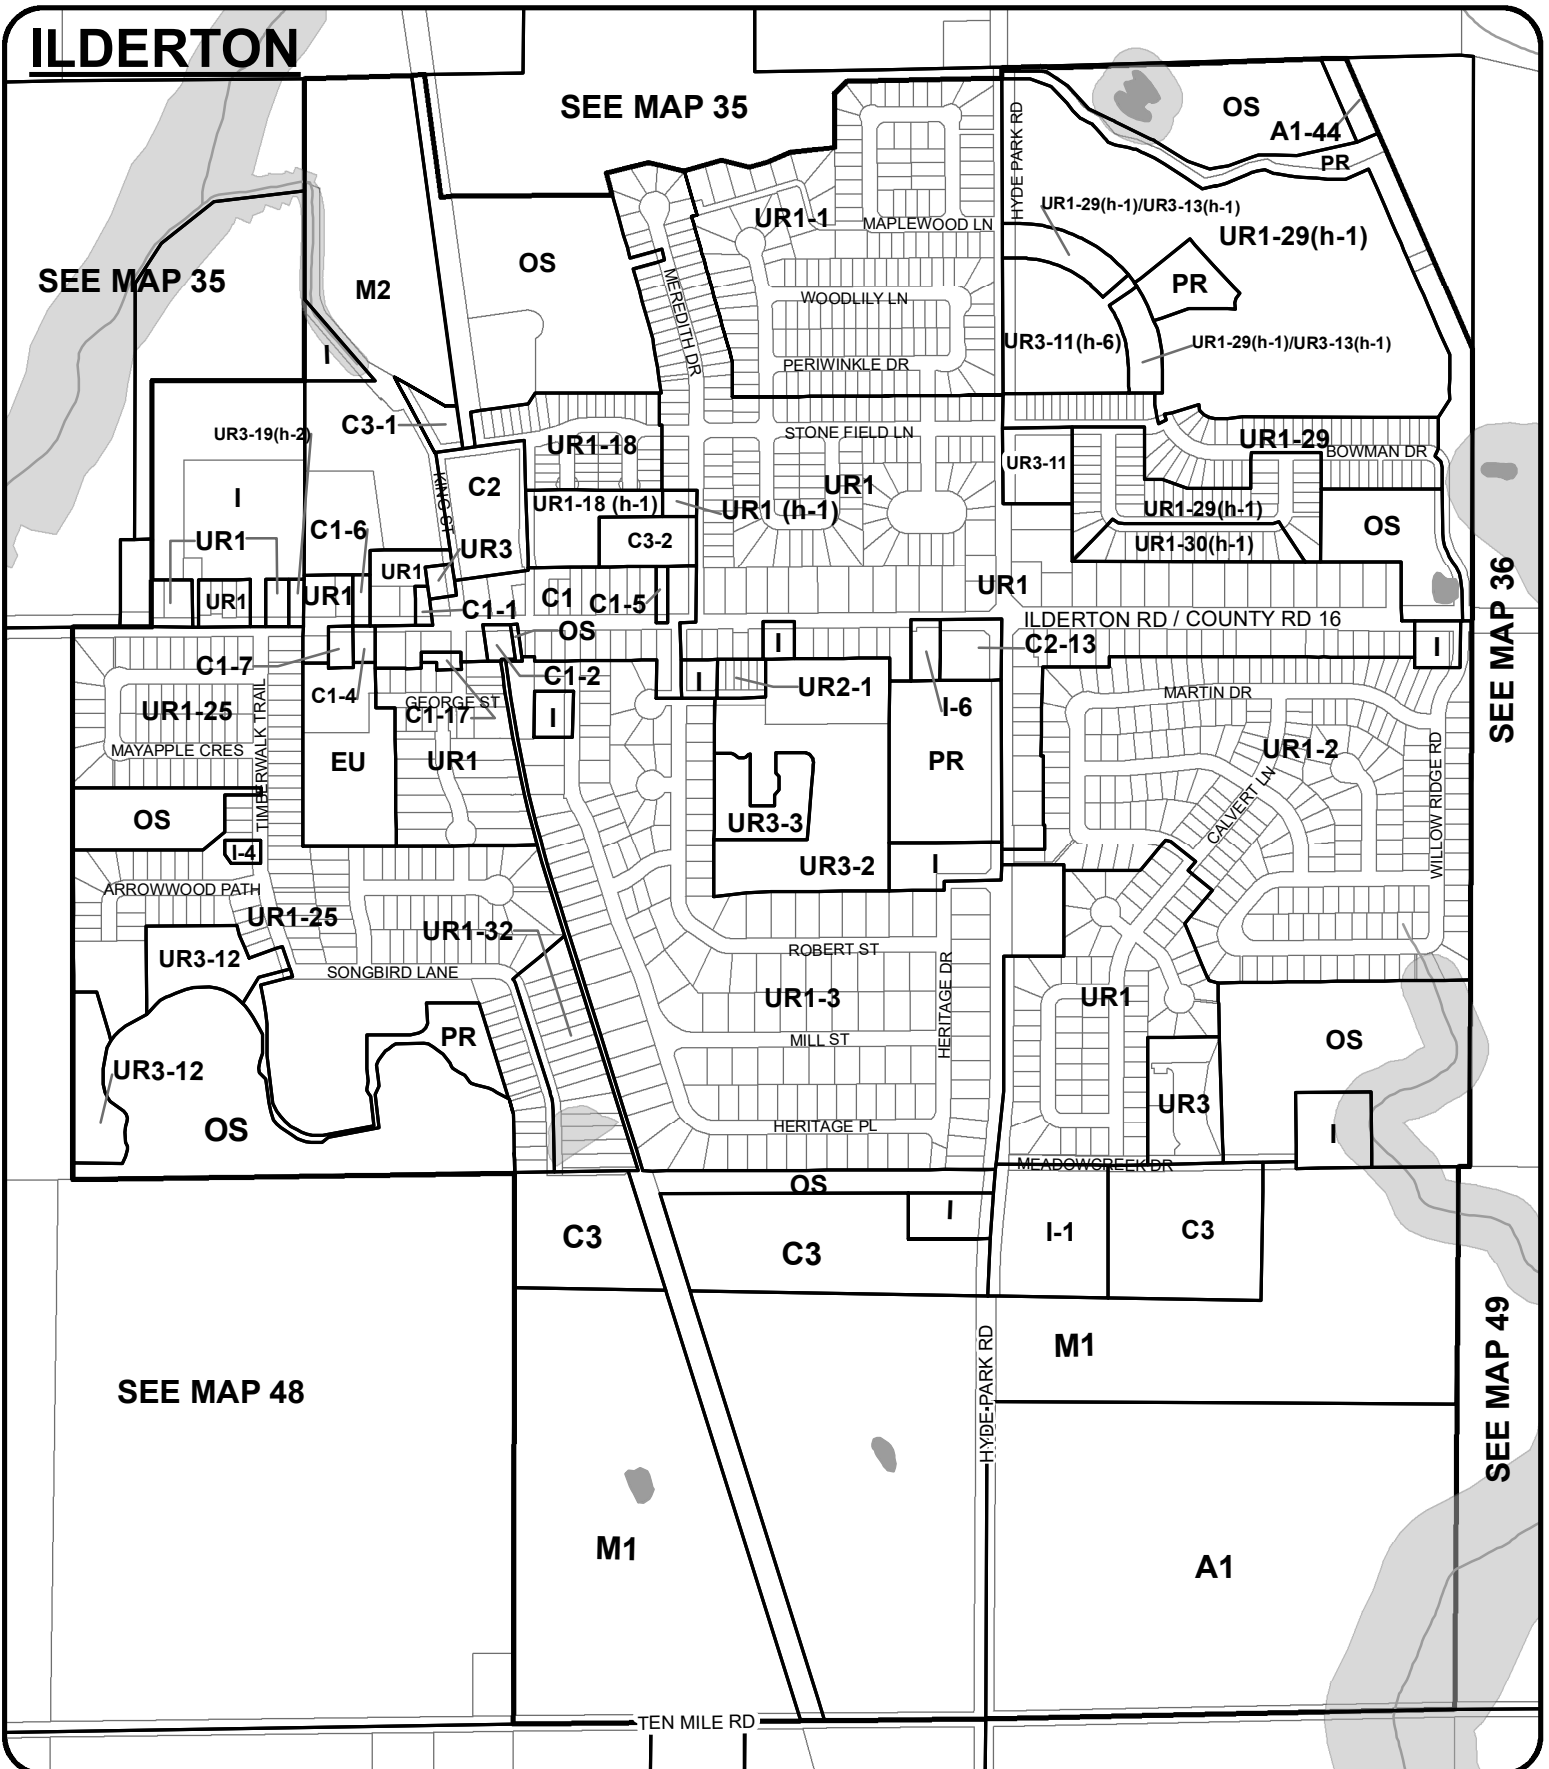 ILDERTON
SEE MAP 35
OS
A1-44
PR
HYDE PARK RD
UR1-29(h-1)/UR3-13(h-1)
UR1-1
MAPLEWOOD LN
UR1-29(h-1)
SEE MAP 35
M2
OS
MEREDITH DR
WOODLILY LN
PR
I
PERIWINKLE DR
UR3-11(h-6)
UR1-29(h-1)/UR3-13(h-1)
C3-1
UR3-19(h-2)
UR1-18
STONE FIELD LN
UR1-29
BOWMAN DR
UR3-11
I
KING ST
C2
UR1-18 (h-1)
UR1
UR1 (h-1)
UR1-29(h-1)
OS
UR1
C1-6
UR3
C3-2
UR1-30(h-1)
UR1
UR1
UR1
C1-1
C1
C1-5
UR1
SEE MAP 36
ILDERTON RD / COUNTY RD 16
OS
I
C2-13
I
C1-7
C1-4
C1-2
I
UR2-1
I-6
MARTIN DR
UR1-25
TIMBERWALK TRAIL
GEORGE ST
C1-17
I
MAYAPPLE CRES
EU
UR1
PR
UR1-2
CALVERT LN
WILLOW RIDGE RD
OS
UR3-3
I-4
UR3-2
I
ARROWWOOD PATH
UR1-25
UR1-32
UR3-12
SONGBIRD LANE
ROBERT ST
HERITAGE DR
UR1-3
UR1
PR
MILL ST
OS
UR3-12
OS
UR3
I
HERITAGE PL
MEADOWCREEK DR
OS
I
C3
C3
I-1
C3
HYDE PARK RD
M1
SEE MAP 49
SEE MAP 48
M1
A1
TEN MILE RD